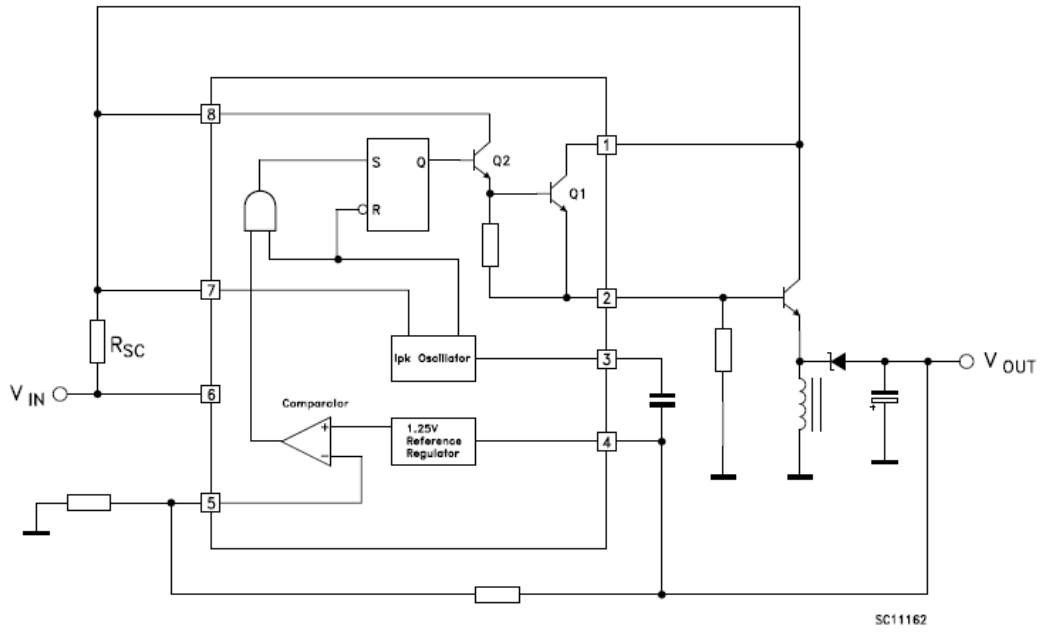 8
S Q
Q2
1
Q1
R
7
2
R SC
Ipk Oscillator
3
V OUT
V IN
6
Comparator
+
1.25V
Reference
Regulator
4
+
−
5
SC11162